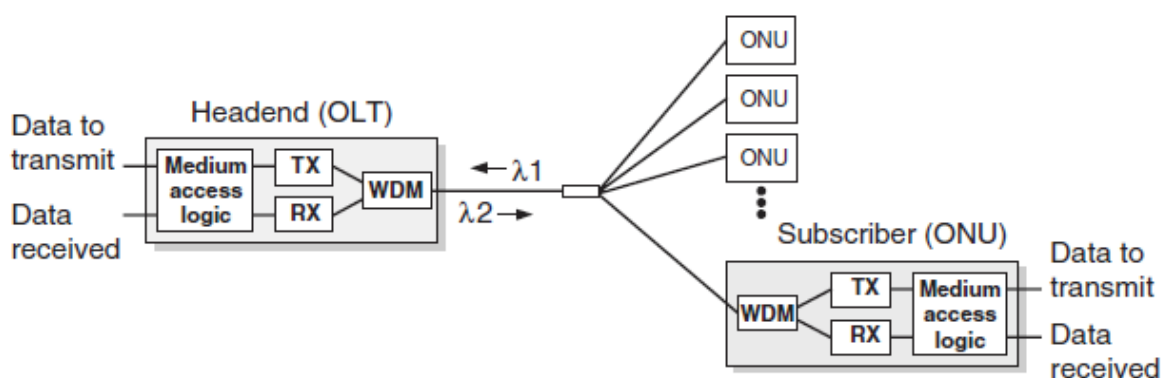 Headend (OLT)
Data to
transmit
Data
received
Medium
access
logic
TX
RX
WDM
λ1
λ2
ONU
ONU
ONU
Subscriber (ONU)
WDM
TX
RX
Medium
access
logic
Data to
transmit
Data
received